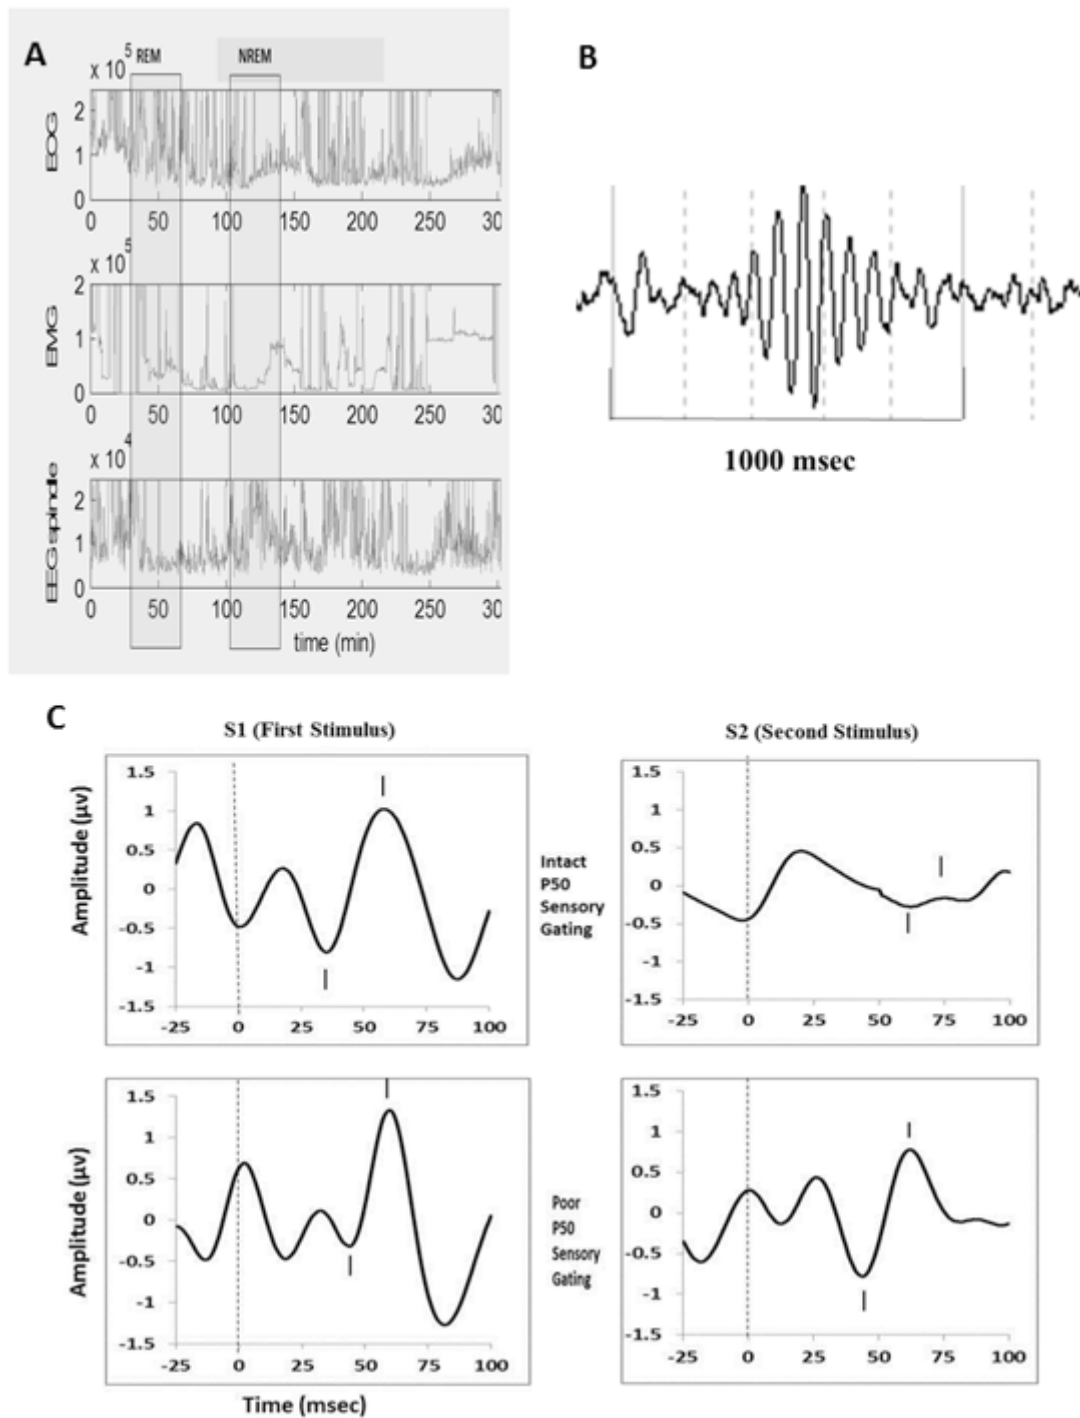 A
B
x 10^5
REM
NREM
EOG
2
1
0
0 50 100 150 200 250 30
x 10^5
EMG
2
1
0
0 50 100 150 200 250 30
x 10^4
EEG spindle
2
1
0
0 50 100 150 200 250 30
time (min)
1000 msec
C
S1 (First Stimulus)
S2 (Second Stimulus)
Amplitude (μv)
1.5
1
0.5
0
-0.5
-1
-1.5
-25 0 25 50 75 100
Intact
P50
Sensory
Gating
1.5
1
0.5
0
-0.5
-1
-1.5
-25 0 25 50 75 100
Amplitude (μv)
1.5
1
0.5
0
-0.5
-1
-1.5
-25 0 25 50 75 100
Time (msec)
Poor
P50
Sensory
Gating
1.5
1
0.5
0
-0.5
-1
-1.5
-25 0 25 50 75 100